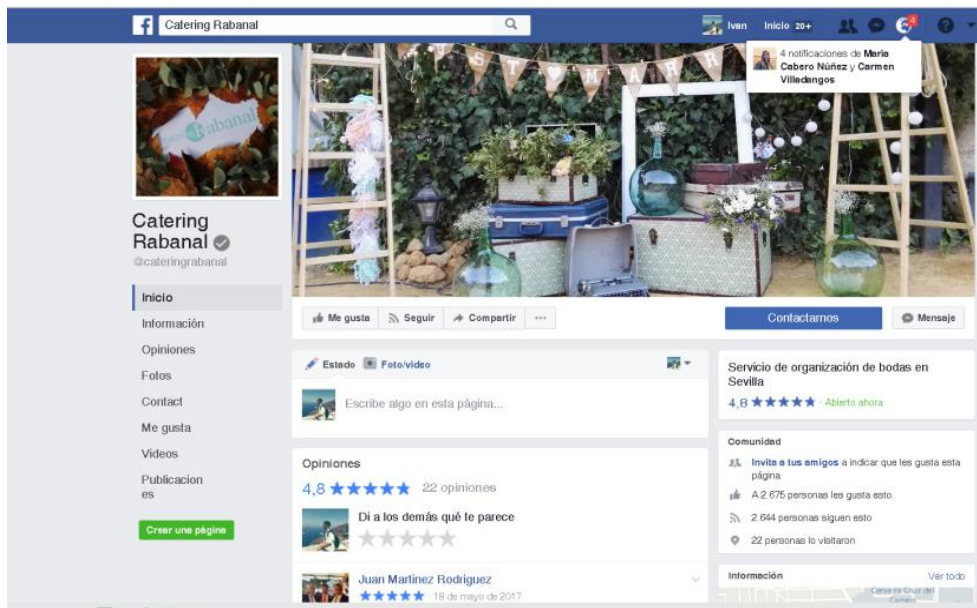 Catering Rabanal
Ivan
Inicio 20+
4
4 notificaciones de María
Cabero Núñez y Carmen
Villadangos
Rabanal
Catering
Rabanal
@cateringrabanal
Inicio
Información
Opiniones
Fotos
Contact
Me gusta
Videos
Publicacion
es
Crear una página
Me gusta
Seguir
Compartir
Contactarnos
Mensaje
Estado
Foto/video
Escribe algo en esta página...
Opiniones
4,8 ★★★★★ 22 opiniones
Di a los demás qué te parece
Juan Martínez Rodríguez
★★★★★ · 18 de mayo de 2017
Servicio de organización de bodas en
Sevilla
4,8 ★★★★★ · Abierto ahora
Comunidad
Invita a tus amigos a indicar que les gusta esta
página
A 2.675 personas les gusta esto
2.644 personas siguen esto
22 personas lo visitaron
Información
Ver todo
Cruz del
Campo